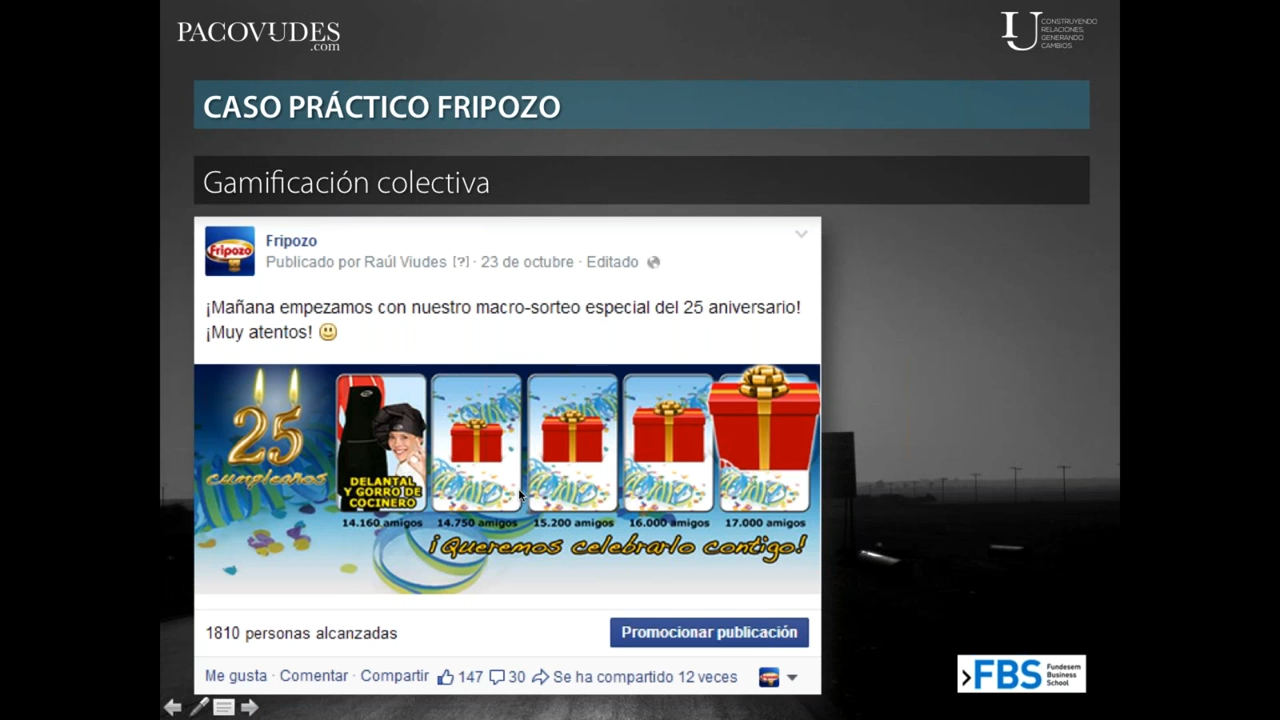 PACOVUDES
.com
CONSTRUYENDO
RELACIONES,
GENERANDO
CAMBIOS
CASO PRÁCTICO FRIPOZO
Gamificación colectiva
Fripozo
Fripozo
Publicado por Raúl Viudes [?] · 23 de octubre · Editado
¡Mañana empezamos con nuestro macro-sorteo especial del 25 aniversario!
¡Muy atentos!
25
cumpleaños
DELANTAL
Y GORRO DE
COCINERO
14.160 amigos 14.750 amigos 15.200 amigos 16.000 amigos 17.000 amigos
¡Queremos celebrarlo contigo!
1810 personas alcanzadas
Promocionar publicación
Me gusta · Comentar · Compartir 147 30 Se ha compartido 12 veces
FBS Fundesem
Business
School